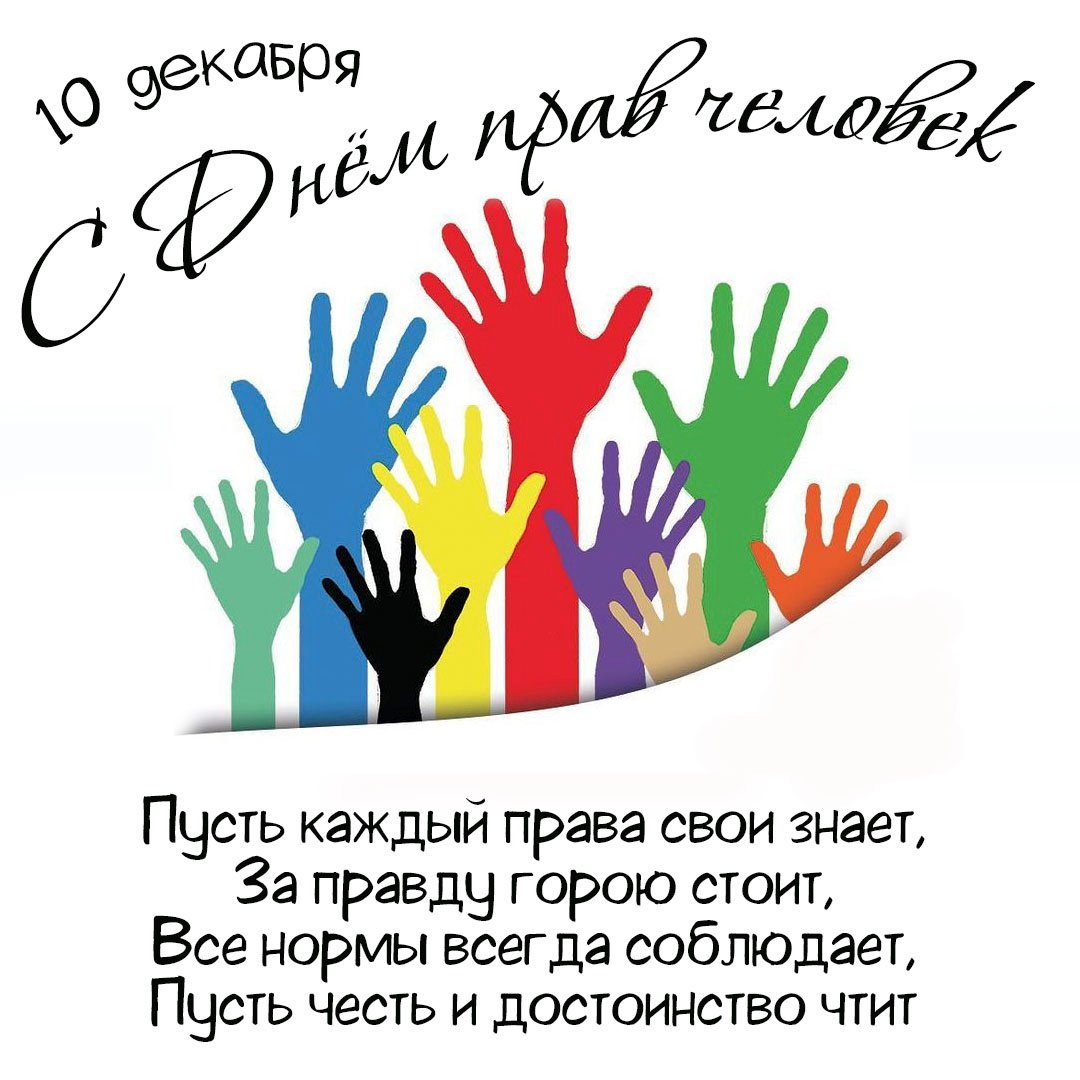 10 декабря
С Днём прав человек
Пусть каждый права свои знает,
За правду горою стоит,
Все нормы всегда соблюдает,
Пусть честь и достоинство чтит